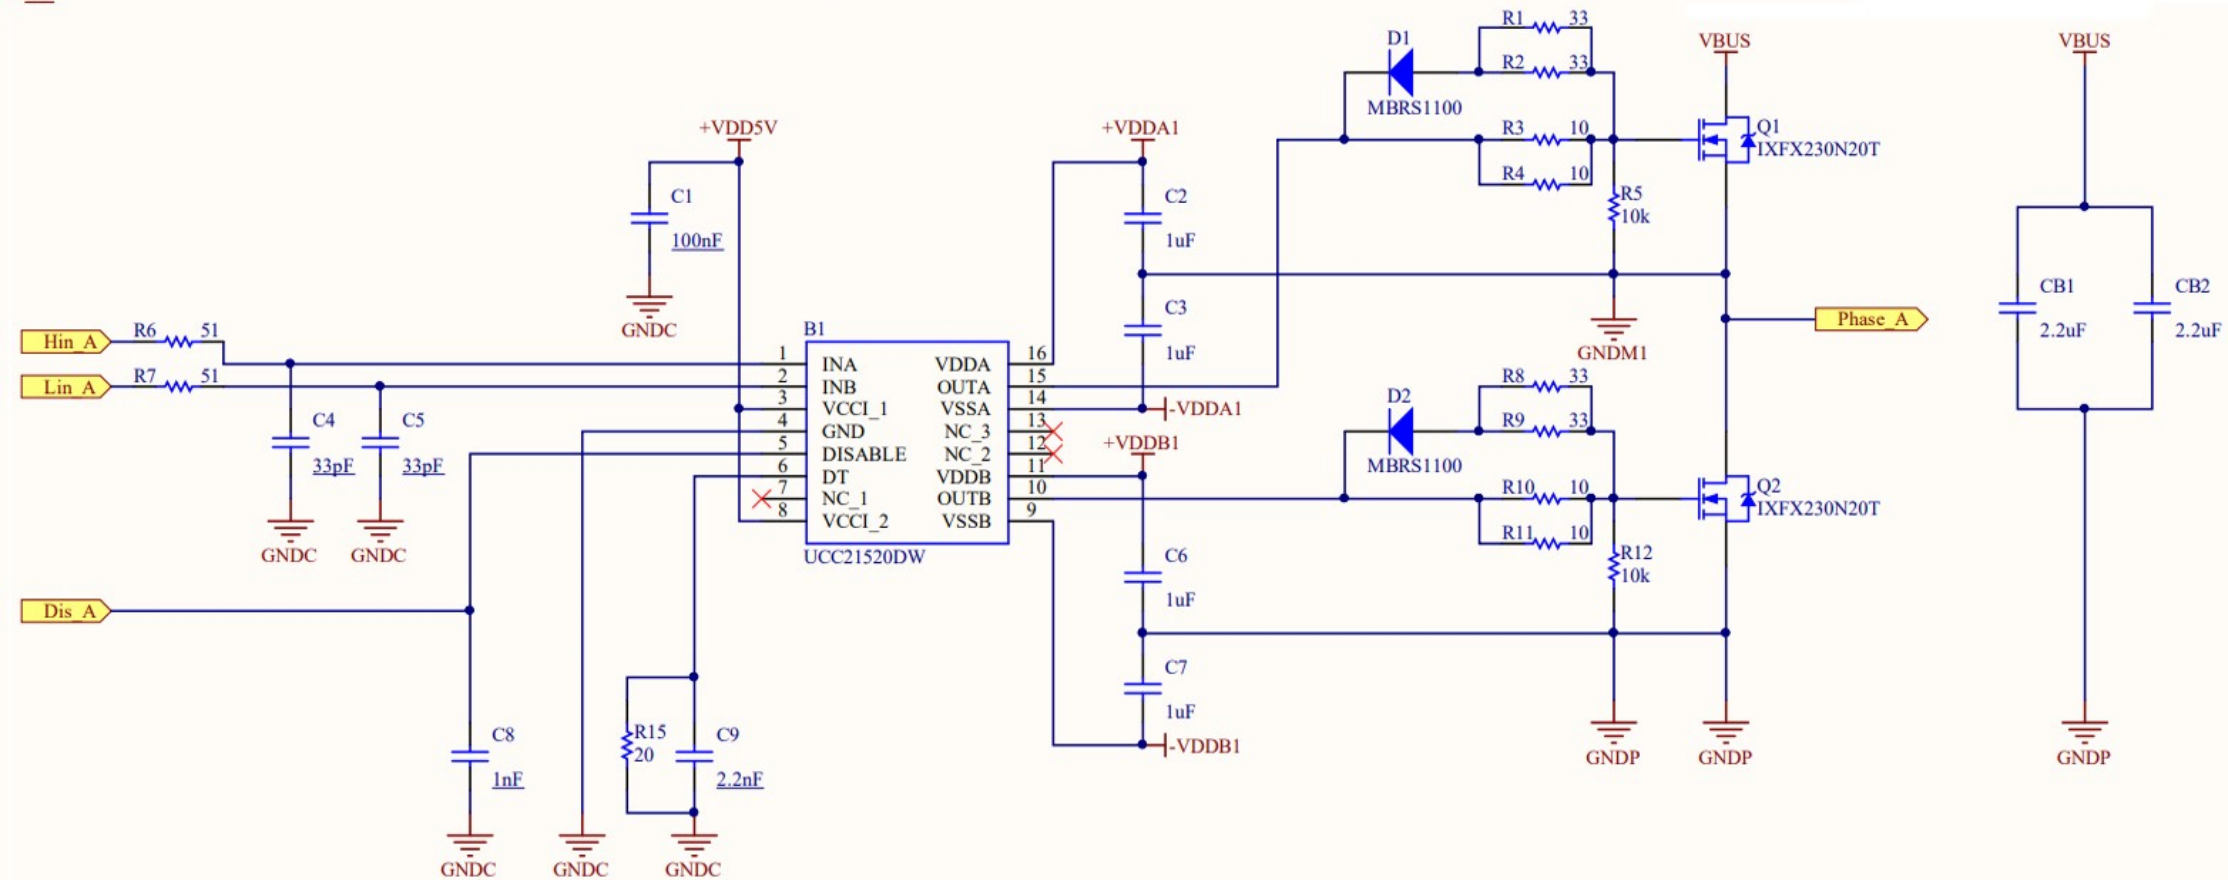 R1 33
D1
R2 33
MBRS1100
VBUS
VBUS
+VDD5V
+VDDA1
R3 10
Q1
IXFX230N20T
R4 10
C1
100nF
C2
1uF
R5
10k
GNDC
C3
1uF
GNDM1
Phase_A
CB1
2.2uF
CB2
2.2uF
Hin_A
R6 51
Lin_A
R7 51
B1
1 INA
2 INB
3 VCCI_1
4 GND
5 DISABLE
6 DT
7 NC_1
8 VCCI_2
VDDA 16
OUTA 15
VSSA 14
NC_3 13
NC_2 12
VDDB 11
OUTB 10
VSSB 9
UCC21520DW
-VDDA1
+VDDB1
C4
33pF
C5
33pF
GNDC
GNDC
R8 33
D2
R9 33
MBRS1100
R10 10
R11 10
Q2
IXFX230N20T
R12
10k
C6
1uF
C7
1uF
-VDDB1
Dis_A
C8
1nF
R15
20
C9
2.2nF
GNDC
GNDC
GNDC
GNDP
GNDP
GNDP